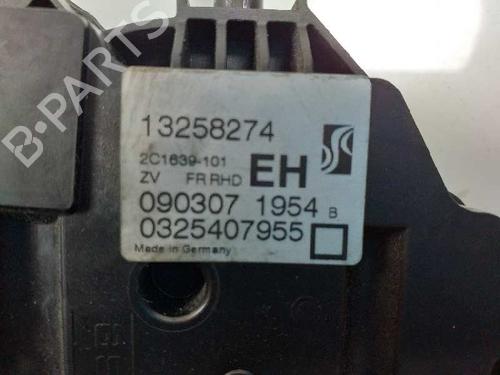 B-PARTS
13258274
2C1639-101
ZV FR RHD EH
090307 1954 B
0325407955
Made in Germany